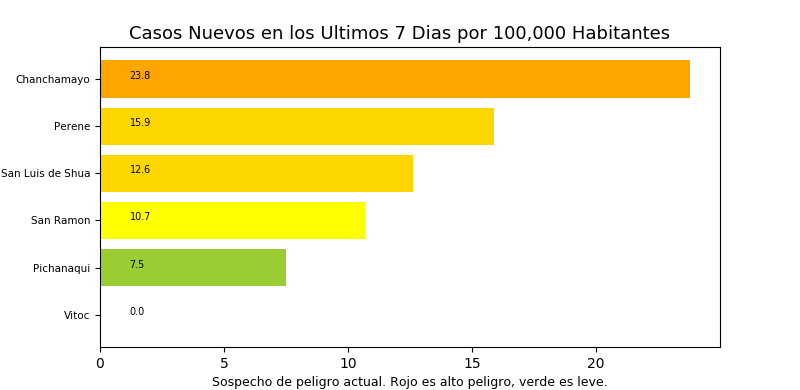 Casos Nuevos en los Ultimos 7 Dias por 100,000 Habitantes
Chanchamayo 23.8
Perene 15.9
San Luis de Shua 12.6
San Ramon 10.7
Pichanaqui 7.5
Vitoc 0.0
0 5 10 15 20
Sospecho de peligro actual. Rojo es alto peligro, verde es leve.